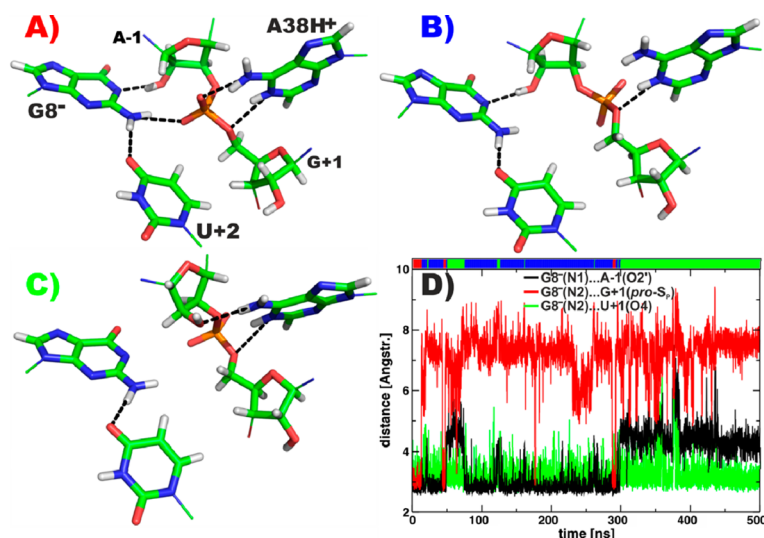 A)
A-1
A38H+
G8-
G+1
U+2
B)
C)
D)
G8-(N1)...A-1(O2')
G8-(N2)...G+1(pro-SP)
G8-(N2)...U+1(O4)
distance [Angstr.]
10
8
6
4
2
0 100 200 300 400 500
time [ns]